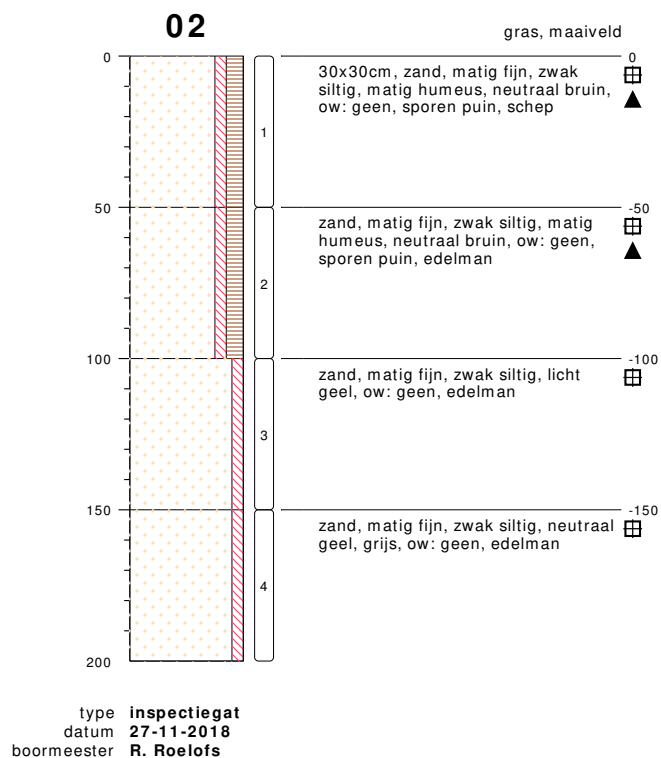 02
gras, maaiveld
0
0
30x30cm, zand, matig fijn, zwak
siltig, matig humeus, neutraal bruin,
ow: geen, sporen puin, schep
1
50
-50
zand, matig fijn, zwak siltig, matig
humeus, neutraal bruin, ow: geen,
sporen puin, edelman
2
100
-100
zand, matig fijn, zwak siltig, licht
geel, ow: geen, edelman
3
150
-150
zand, matig fijn, zwak siltig, neutraal
geel, grijs, ow: geen, edelman
4
200
type inspectiegat
datum 27-11-2018
boormeester R. Roelofs